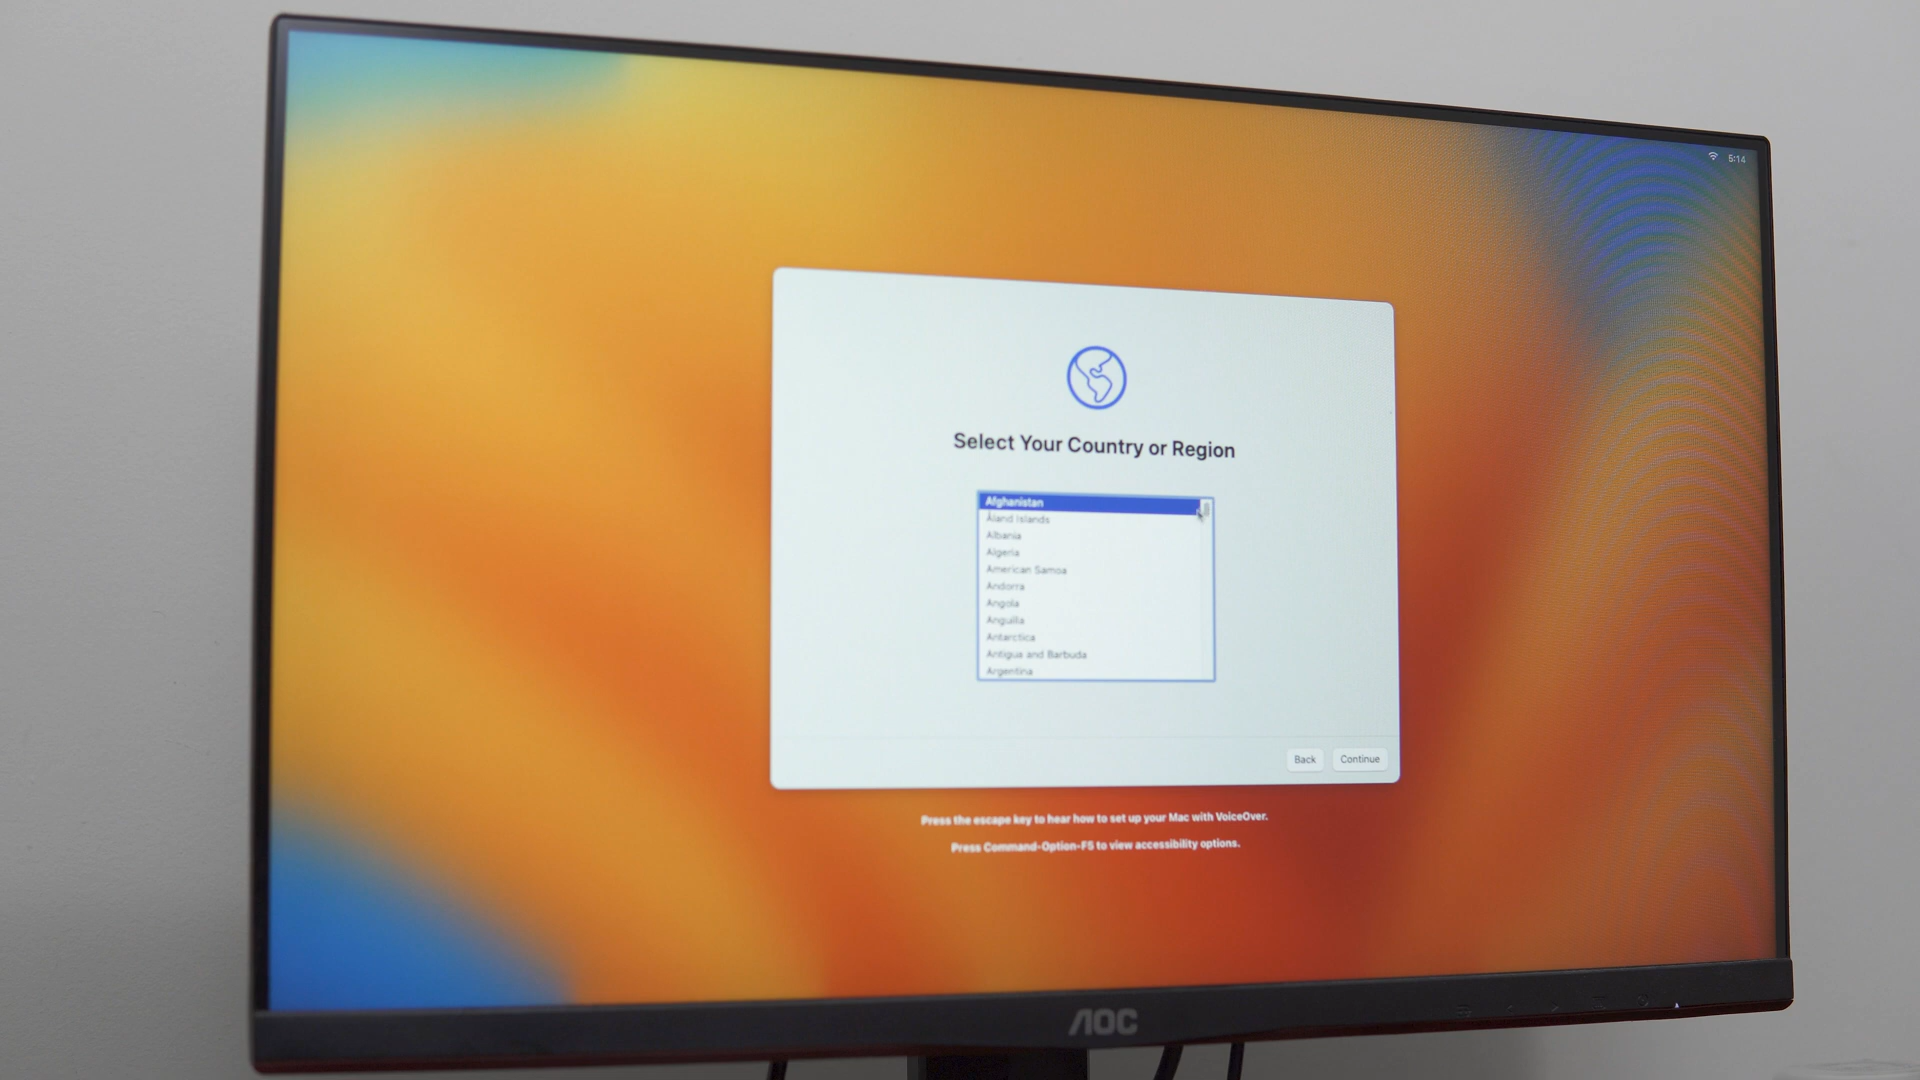 5:14
Select Your Country or Region
Afghanistan
Åland Islands
Albania
Algeria
American Samoa
Andorra
Angola
Anguilla
Antarctica
Antigua and Barbuda
Argentina
Back
Continue
Press the escape key to hear how to set up your Mac with VoiceOver.
Press Command-Option-F5 to view accessibility options.
AOC